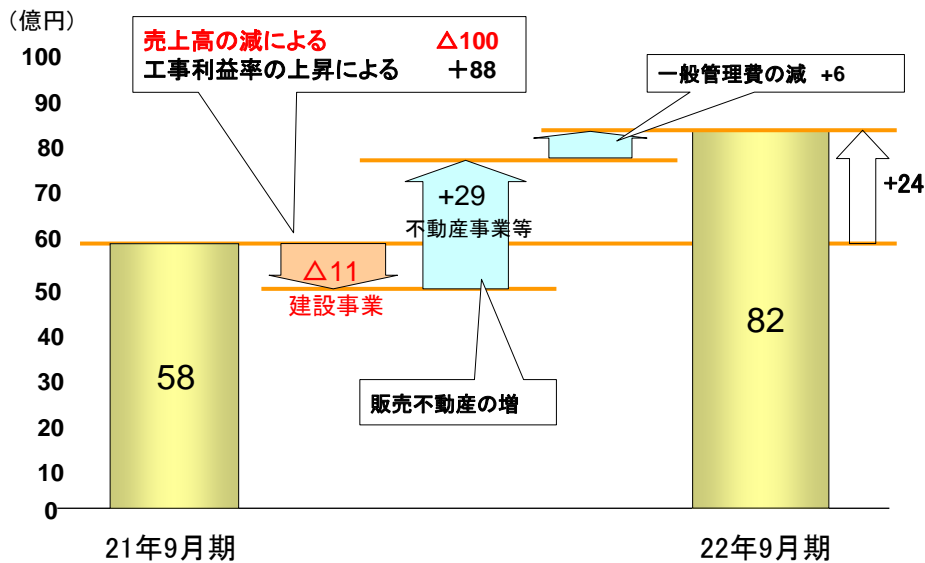 （億円）
売上高の減による △100
工事利益率の上昇による ＋88
一般管理費の減 +6
100
90
80
70
60
50
40
30
20
10
0
+24
+29
不動産事業等
△11
建設事業
58
82
販売不動産の増
21年9月期
22年9月期